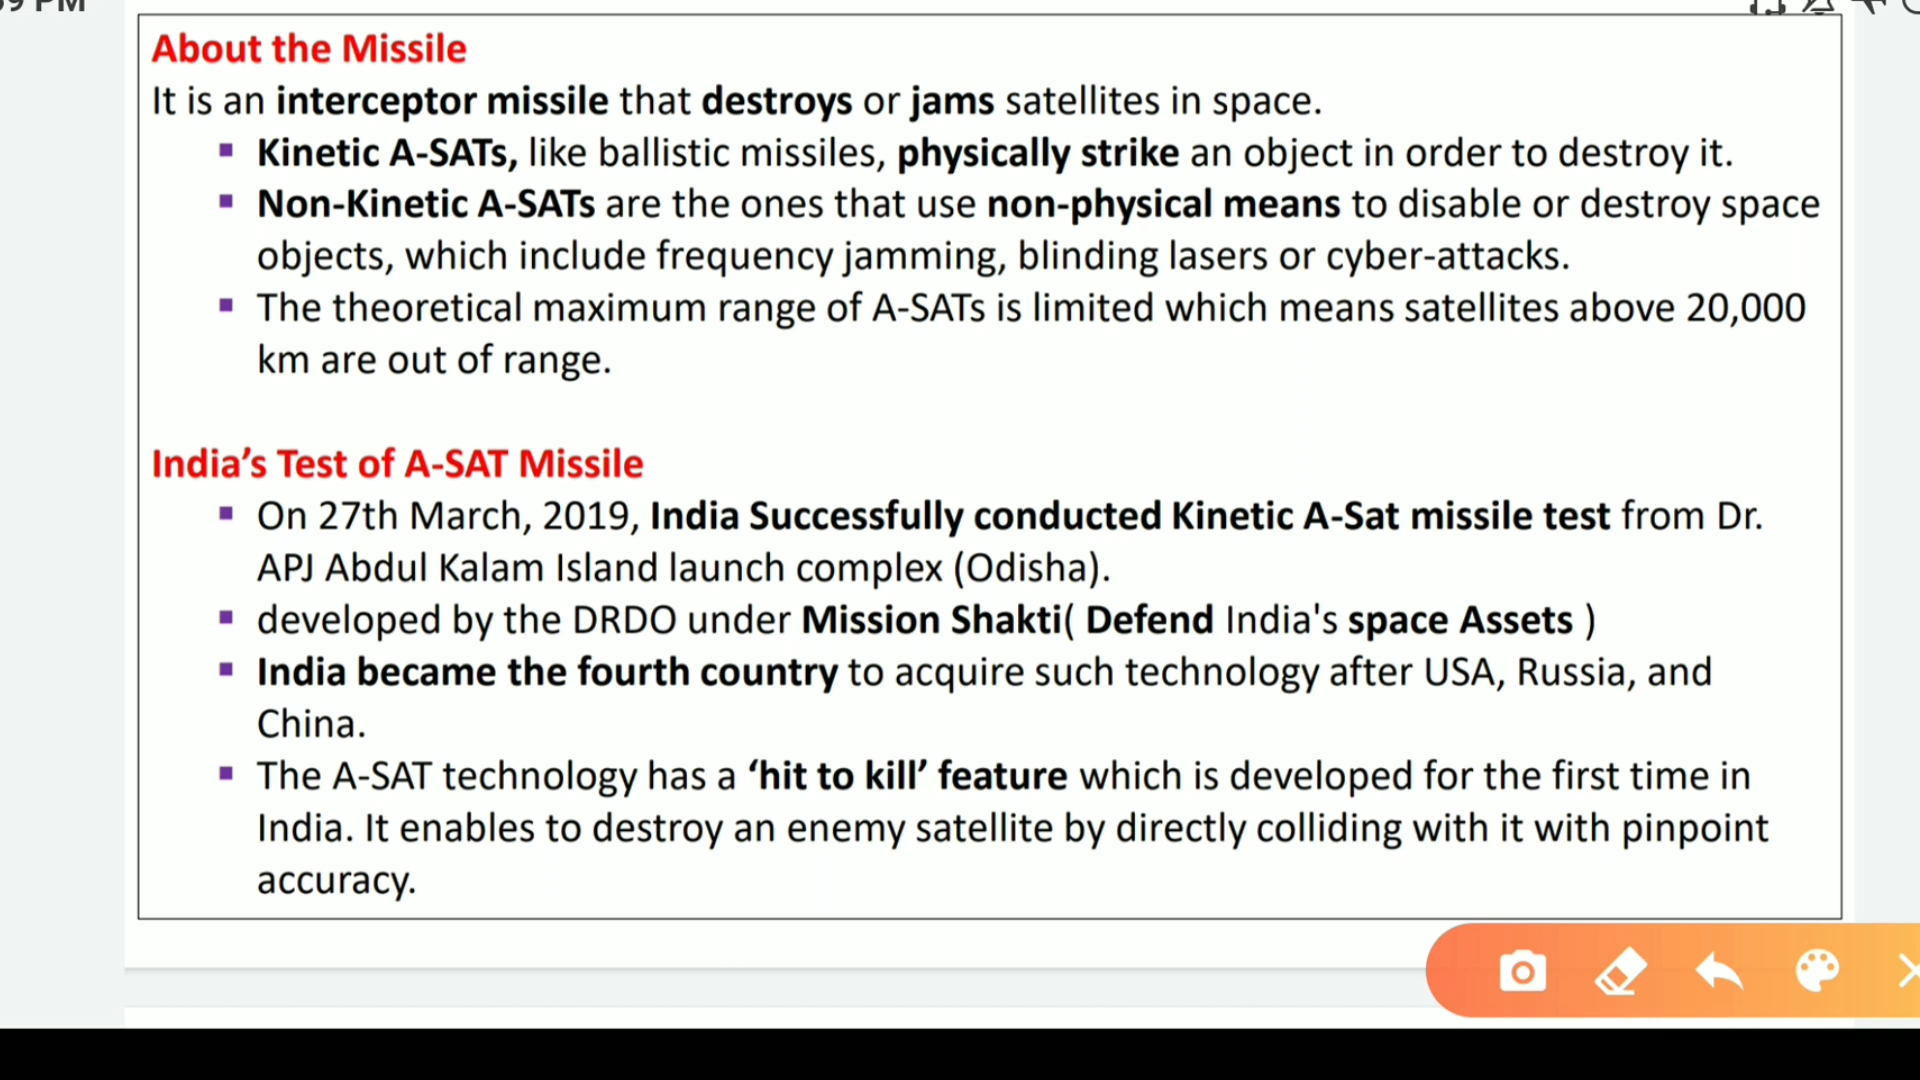 59 PM
About the Missile
It is an interceptor missile that destroys or jams satellites in space.
▪ Kinetic A-SATs, like ballistic missiles, physically strike an object in order to destroy it.
▪ Non-Kinetic A-SATs are the ones that use non-physical means to disable or destroy space
objects, which include frequency jamming, blinding lasers or cyber-attacks.
▪ The theoretical maximum range of A-SATs is limited which means satellites above 20,000
km are out of range.
India’s Test of A-SAT Missile
▪ On 27th March, 2019, India Successfully conducted Kinetic A-Sat missile test from Dr.
APJ Abdul Kalam Island launch complex (Odisha).
▪ developed by the DRDO under Mission Shakti( Defend India's space Assets )
▪ India became the fourth country to acquire such technology after USA, Russia, and
China.
▪ The A-SAT technology has a ‘hit to kill’ feature which is developed for the first time in
India. It enables to destroy an enemy satellite by directly colliding with it with pinpoint
accuracy.